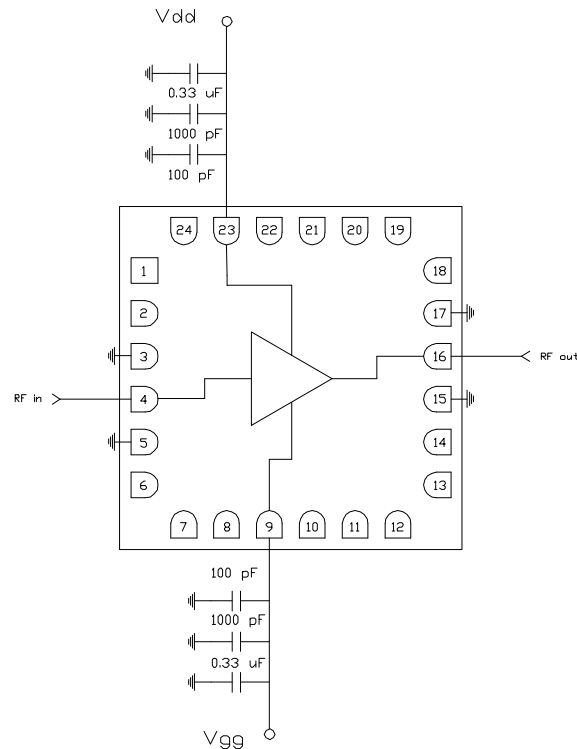 Vdd
0.33 uF
1000 pF
100 pF
24 23 22 21 20 19
1 18
2 17
3 16 RF out
RF in 4 15
5 14
6 13
7 8 9 10 11 12
100 pF
1000 pF
0.33 uF
Vgg